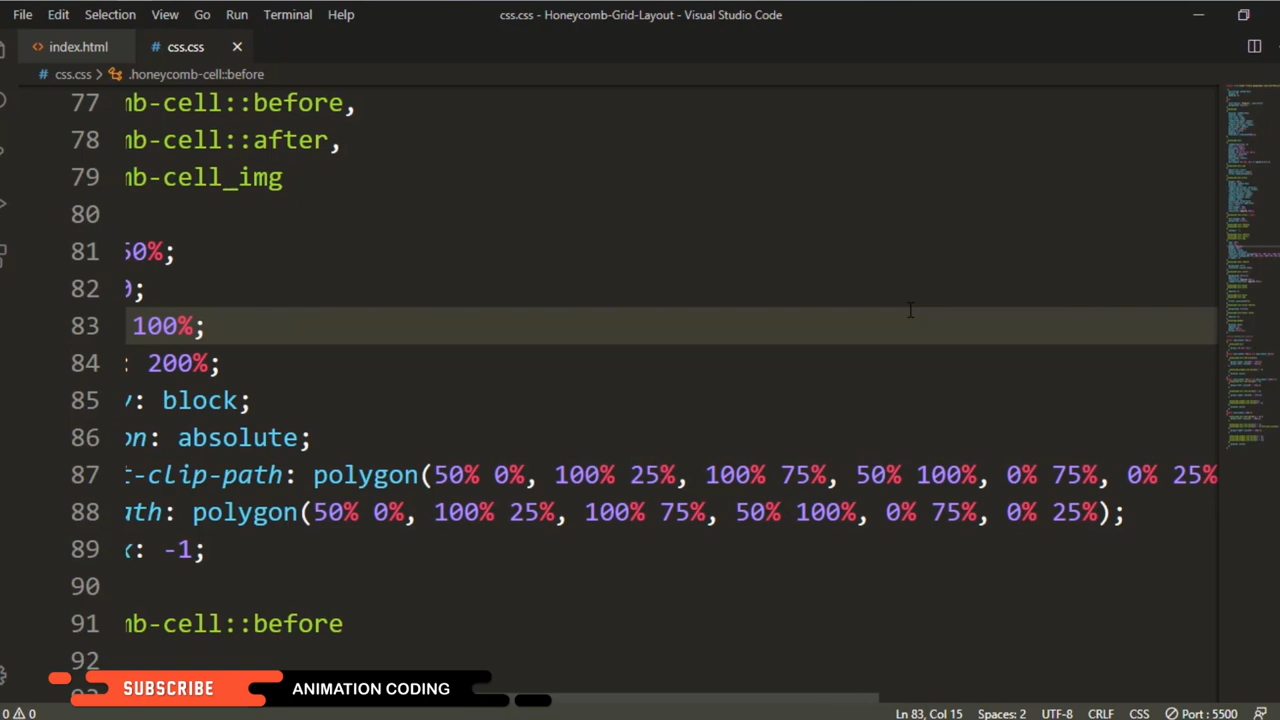 File Edit Selection View Go Run Terminal Help css.css - Honeycomb-Grid-Layout - Visual Studio Code
index.html # css.css
# css.css .honeycomb-cell::before
77 mb-cell::before,
78 mb-cell::after,
79 mb-cell_img
80
81 50%;
82 0;
83 100%;
84 : 200%;
85 y: block;
86 on: absolute;
87 t-clip-path: polygon(50% 0%, 100% 25%, 100% 75%, 50% 100%, 0% 75%, 0% 25%
88 ath: polygon(50% 0%, 100% 25%, 100% 75%, 50% 100%, 0% 75%, 0% 25%);
89 x: -1;
90
91 mb-cell::before
92
SUBSCRIBE ANIMATION CODING
0 0 Ln 83, Col 15 Spaces: 2 UTF-8 CRLF CSS Port : 5500